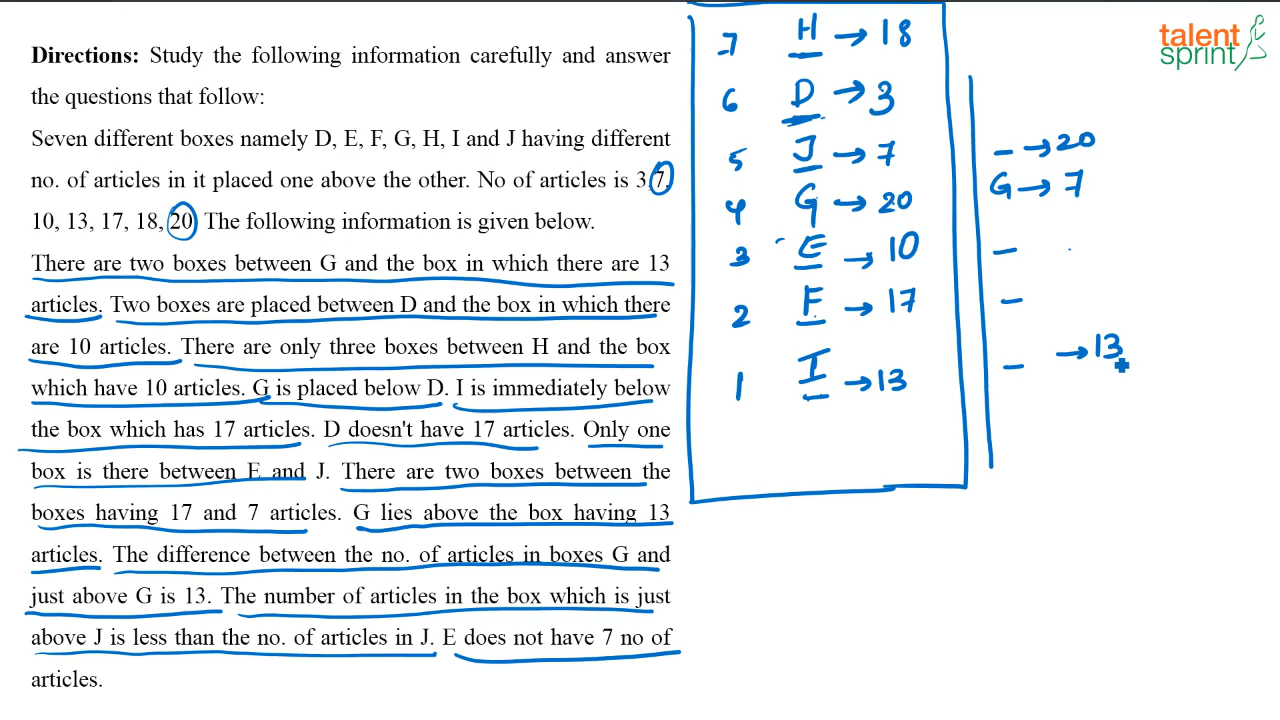 Directions: Study the following information carefully and answer
the questions that follow:
Seven different boxes namely D, E, F, G, H, I and J having different
no. of articles in it placed one above the other. No of articles is 3,7,
10, 13, 17, 18, 20. The following information is given below.
There are two boxes between G and the box in which there are 13
articles. Two boxes are placed between D and the box in which there
are 10 articles. There are only three boxes between H and the box
which have 10 articles. G is placed below D. I is immediately below
the box which has 17 articles. D doesn't have 17 articles. Only one
box is there between E and J. There are two boxes between the
boxes having 17 and 7 articles. G lies above the box having 13
articles. The difference between the no. of articles in boxes G and
just above G is 13. The number of articles in the box which is just
above J is less than the no. of articles in J. E does not have 7 no of
articles.
7 H → 18
6 D → 3
5 J → 7
4 G → 20
3 E → 10
2 F → 17
1 I → 13
– → 20
G → 7
–
–
– → 13
talent
sprint